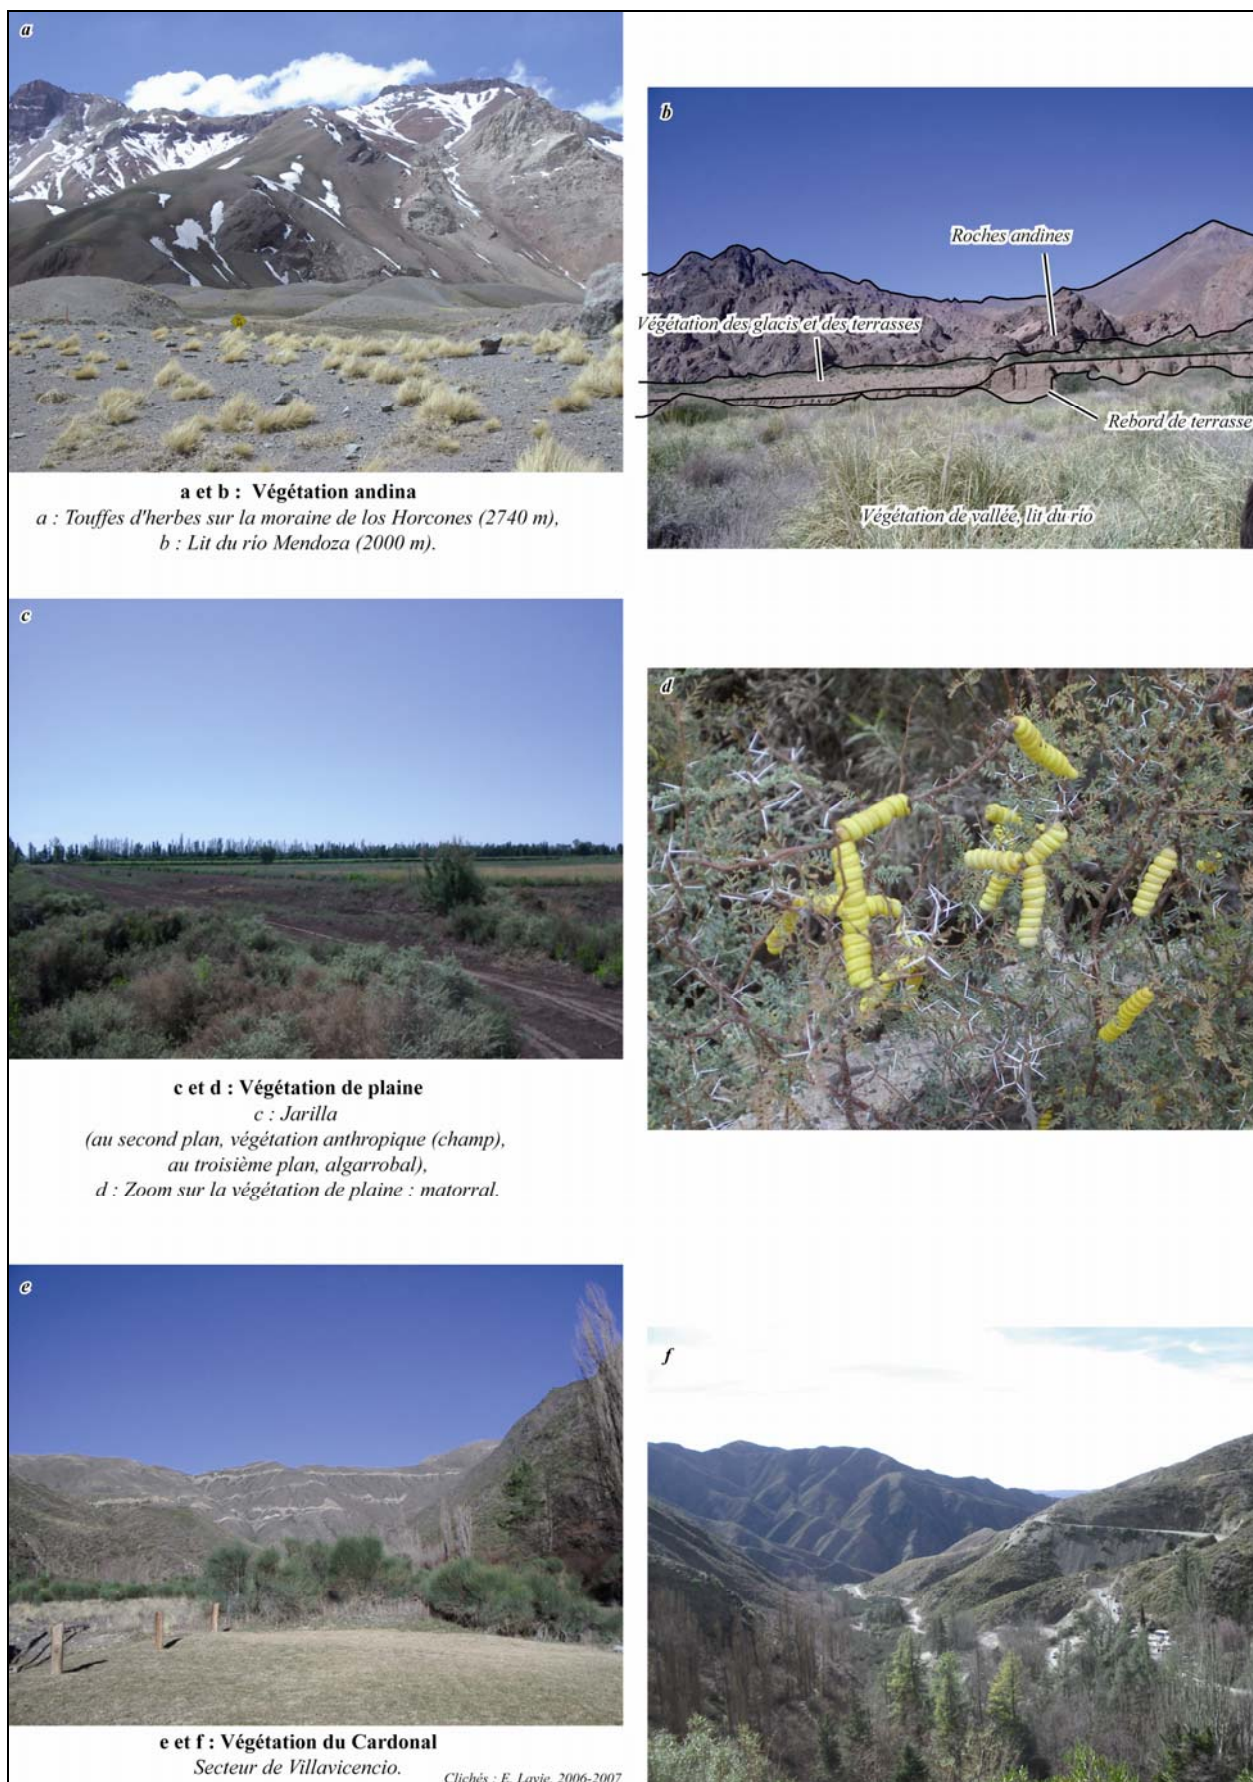 a
b
Roches andines
Végétation des glacis et des terrasses
Rebord de terrasse
Végétation de vallée, lit du río
a et b : Végétation andina
a : Touffes d'herbes sur la moraine de los Horcones (2740 m),
b : Lit du río Mendoza (2000 m).
c
d
c et d : Végétation de plaine
c : Jarilla
(au second plan, végétation anthropique (champ),
au troisième plan, algarrobal),
d : Zoom sur la végétation de plaine : matorral.
e
f
e et f : Végétation du Cardonal
Secteur de Villavicencio.
Clichés : E. Lavie, 2006-2007